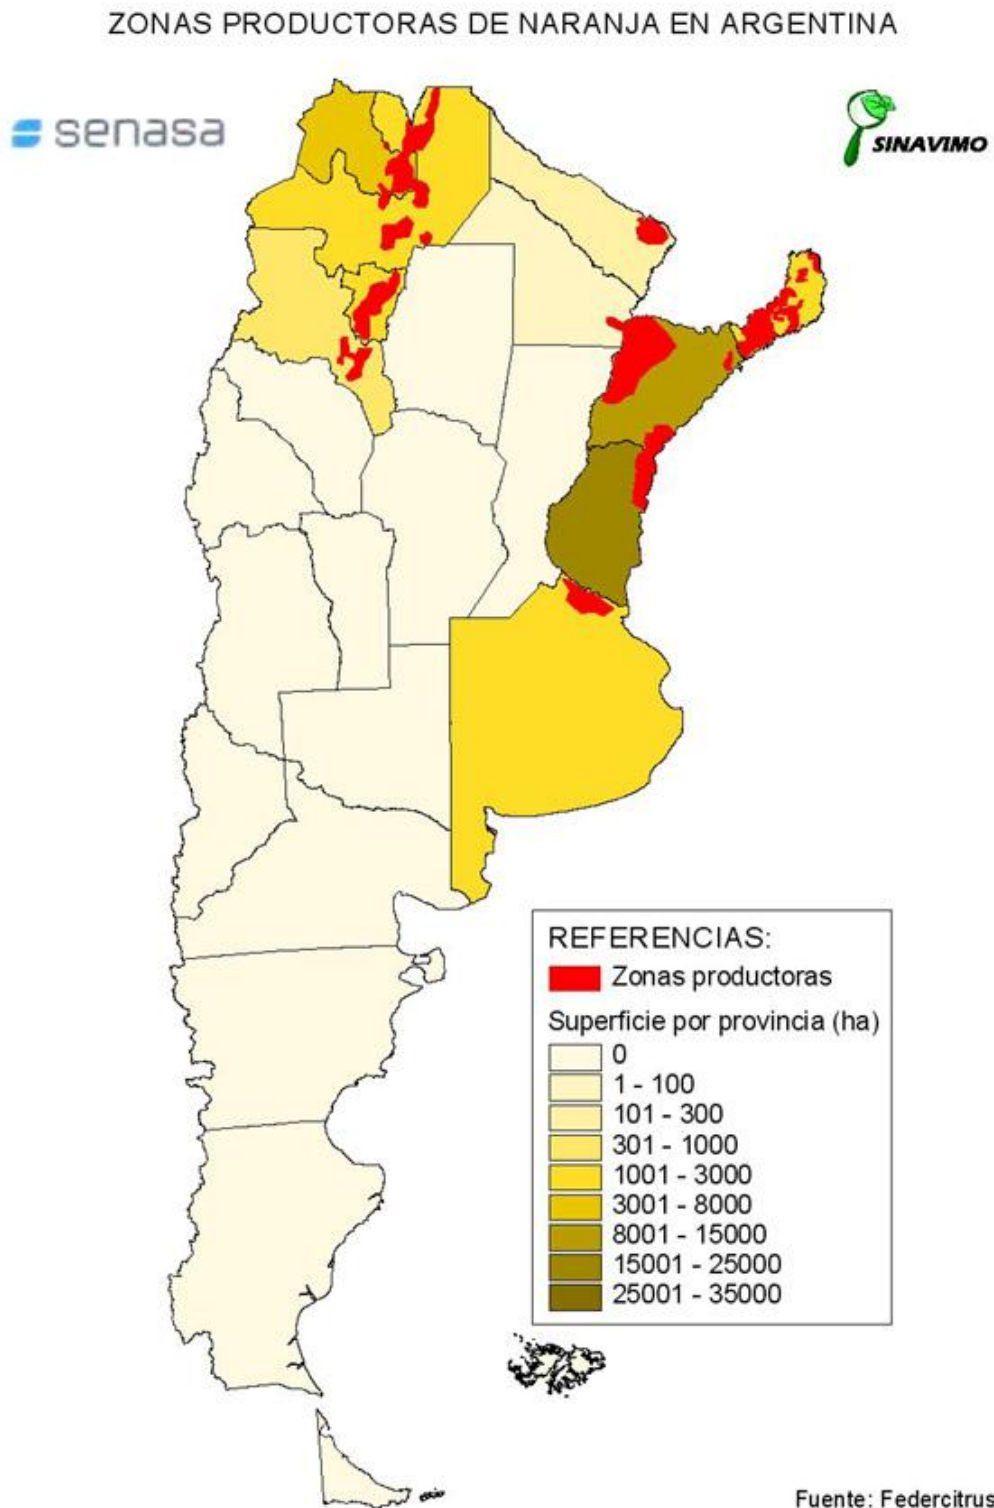 ZONAS PRODUCTORAS DE NARANJA EN ARGENTINA
senasa
SINAVIMO
REFERENCIAS:
Zonas productoras
Superficie por provincia (ha)
0
1 - 100
101 - 300
301 - 1000
1001 - 3000
3001 - 8000
8001 - 15000
15001 - 25000
25001 - 35000
Fuente: Federcitrus